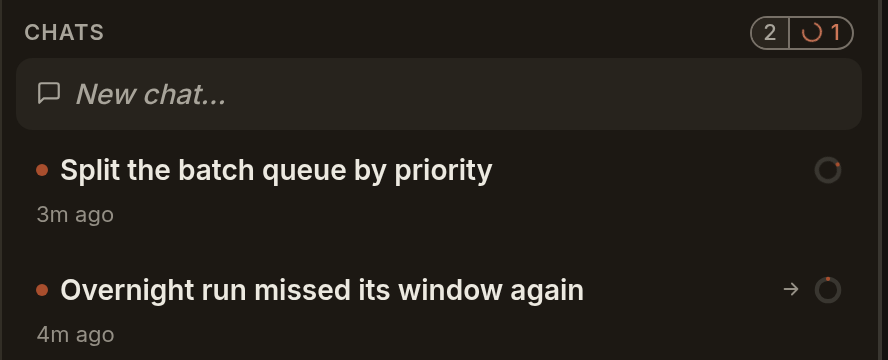 CHATS
2 1
New chat...
Split the batch queue by priority
3m ago
Overnight run missed its window again
4m ago